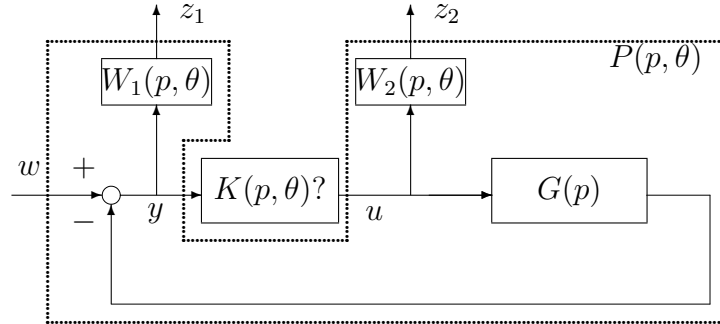 z₁
z₂
W₁(p, θ)
W₂(p, θ)
P(p, θ)
w
+
−
y
K(p, θ)?
u
G(p)